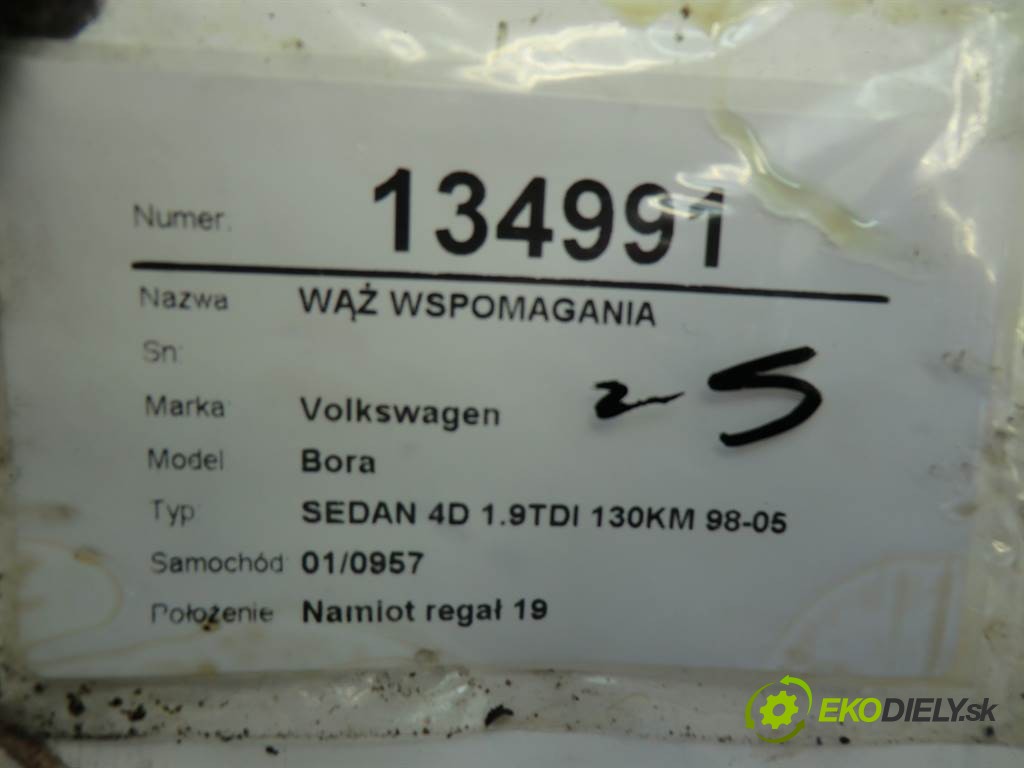 Numer: 134991
Nazwa WĄŻ WSPOMAGANIA
Sn:
Marka: Volkswagen
Model Bora
Typ SEDAN 4D 1.9TDI 130KM 98-05
Samochód: 01/0957
Położenie Namiot regał 19
EKODIELY.sk